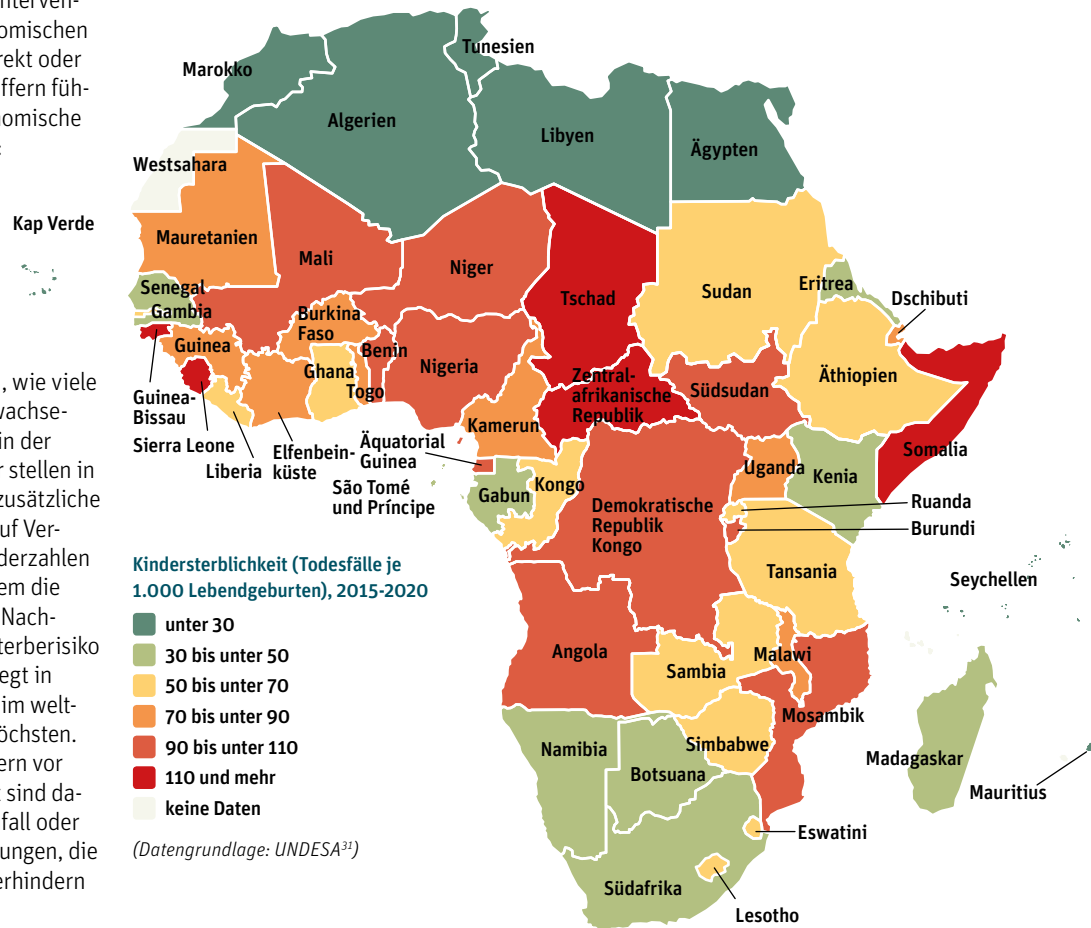 nterven-
omischen
rekt oder
ffern füh-
nomische
, wie viele
wachse-
in der
r stellen in
zusätzliche
uf Ver-
derzahlen
em die
Nach-
terberisiko
egt in
im welt-
öchsten.
ern vor
t sind da-
fall oder
ungen, die
erhindern
Kap Verde
Marokko
Tunesien
Algerien
Libyen
Ägypten
Westsahara
Mauretanien
Mali
Niger
Tschad
Sudan
Eritrea
Dschibuti
Senegal
Gambia
Guinea
Burkina
Faso
Benin
Ghana
Togo
Nigeria
Zentral-
afrikanische
Republik
Südsudan
Äthiopien
Guinea-
Bissau
Sierra Leone
Liberia
Elfenbein-
küste
Äquatorial
Guinea
São Tomé
und Príncipe
Kamerun
Gabun
Kongo
Demokratische
Republik
Kongo
Uganda
Kenia
Somalia
Ruanda
Burundi
Tansania
Seychellen
Angola
Sambia
Malawi
Mosambik
Simbabwe
Namibia
Botsuana
Madagaskar
Mauritius
Eswatini
Südafrika
Lesotho
Kindersterblichkeit (Todesfälle je
1.000 Lebendgeburten), 2015-2020
unter 30
30 bis unter 50
50 bis unter 70
70 bis unter 90
90 bis unter 110
110 und mehr
keine Daten
(Datengrundlage: UNDESA³¹)